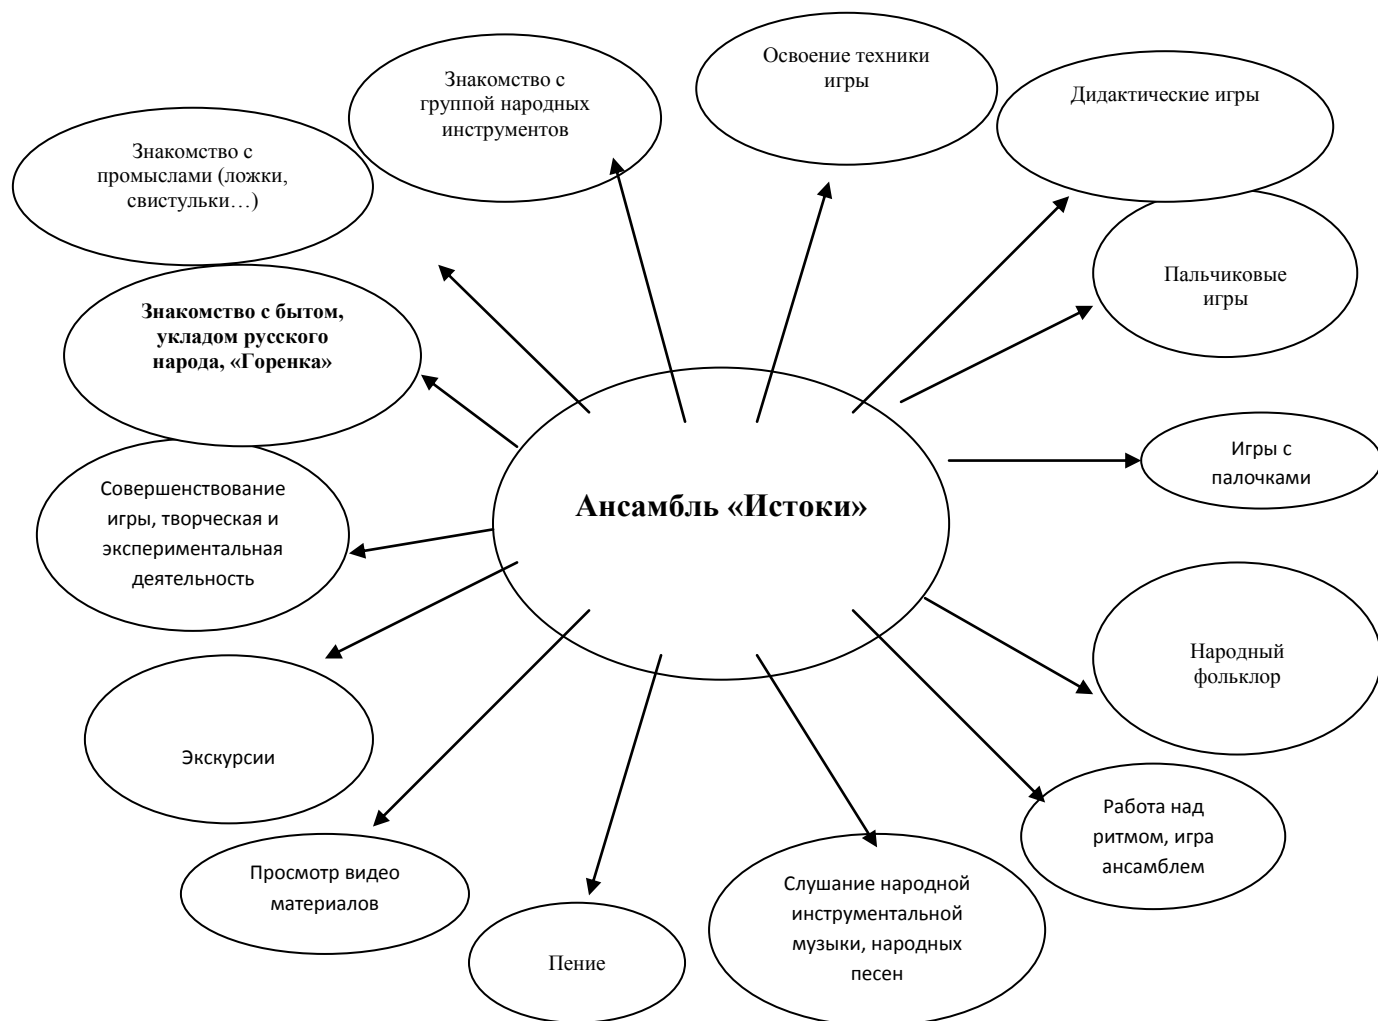 Освоение техники
игры
Знакомство с
группой народных
инструментов
Дидактические игры
Знакомство с
промыслами (ложки,
свистульки…)
Пальчиковые
игры
Знакомство с бытом,
укладом русского
народа, «Горенка»
Игры с
палочками
Ансамбль «Истоки»
Совершенствование
игры, творческая и
экспериментальная
деятельность
Народный
фольклор
Экскурсии
Работа над
ритмом, игра
ансамблем
Просмотр видео
материалов
Слушание народной
инструментальной
музыки, народных
песен
Пение